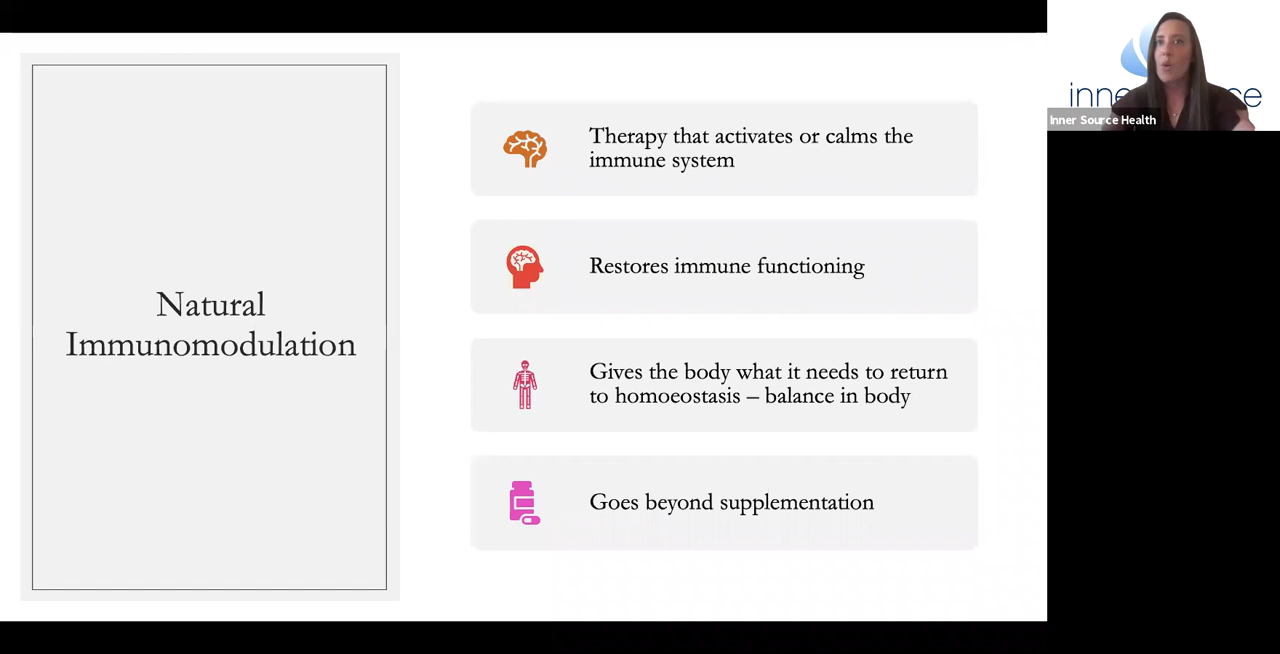 Natural
Immunomodulation
Therapy that activates or calms the
immune system
Restores immune functioning
Gives the body what it needs to return
to homoeostasis – balance in body
Goes beyond supplementation
Inner Source Health